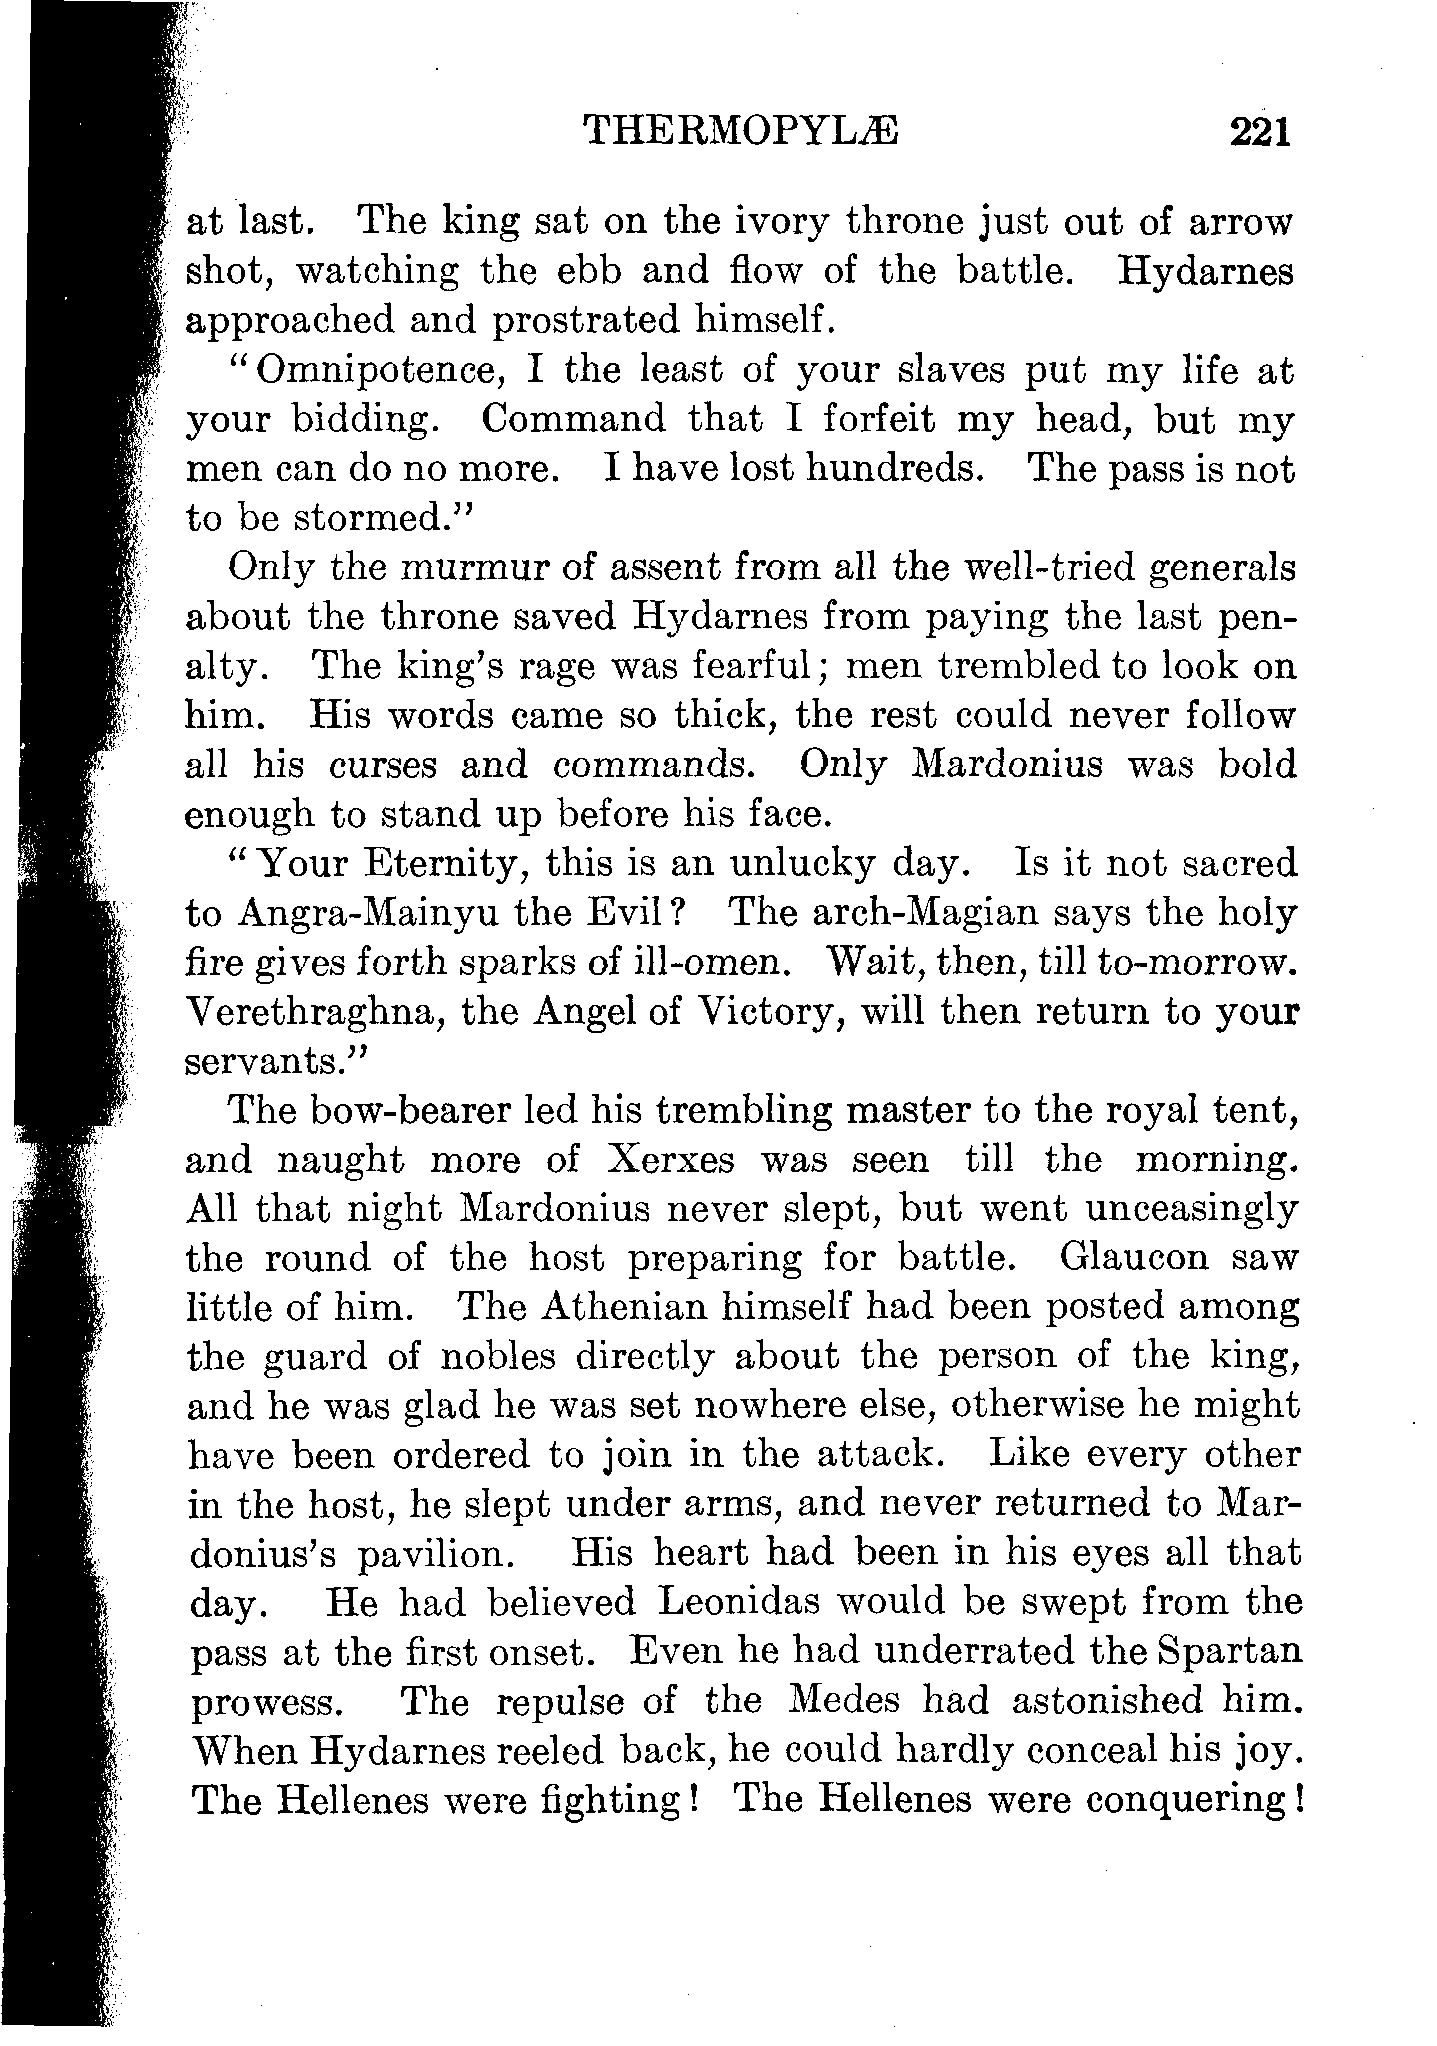 THERMOPYLÆ 221
at last. The king sat on the ivory throne just out of arrow
shot, watching the ebb and flow of the battle. Hydarnes
approached and prostrated himself.
"Omnipotence, I the least of your slaves put my life at
your bidding. Command that I forfeit my head, but my
men can do no more. I have lost hundreds. The pass is not
to be stormed."
Only the murmur of assent from all the well-tried generals
about the throne saved Hydarnes from paying the last pen-
alty. The king's rage was fearful; men trembled to look on
him. His words came so thick, the rest could never follow
all his curses and commands. Only Mardonius was bold
enough to stand up before his face.
"Your Eternity, this is an unlucky day. Is it not sacred
to Angra-Mainyu the Evil? The arch-Magian says the holy
fire gives forth sparks of ill-omen. Wait, then, till to-morrow.
Verethraghna, the Angel of Victory, will then return to your
servants."
The bow-bearer led his trembling master to the royal tent,
and naught more of Xerxes was seen till the morning.
All that night Mardonius never slept, but went unceasingly
the round of the host preparing for battle. Glaucon saw
little of him. The Athenian himself had been posted among
the guard of nobles directly about the person of the king,
and he was glad he was set nowhere else, otherwise he might
have been ordered to join in the attack. Like every other
in the host, he slept under arms, and never returned to Mar-
donius's pavilion. His heart had been in his eyes all that
day. He had believed Leonidas would be swept from the
pass at the first onset. Even he had underrated the Spartan
prowess. The repulse of the Medes had astonished him.
When Hydarnes reeled back, he could hardly conceal his joy.
The Hellenes were fighting! The Hellenes were conquering!